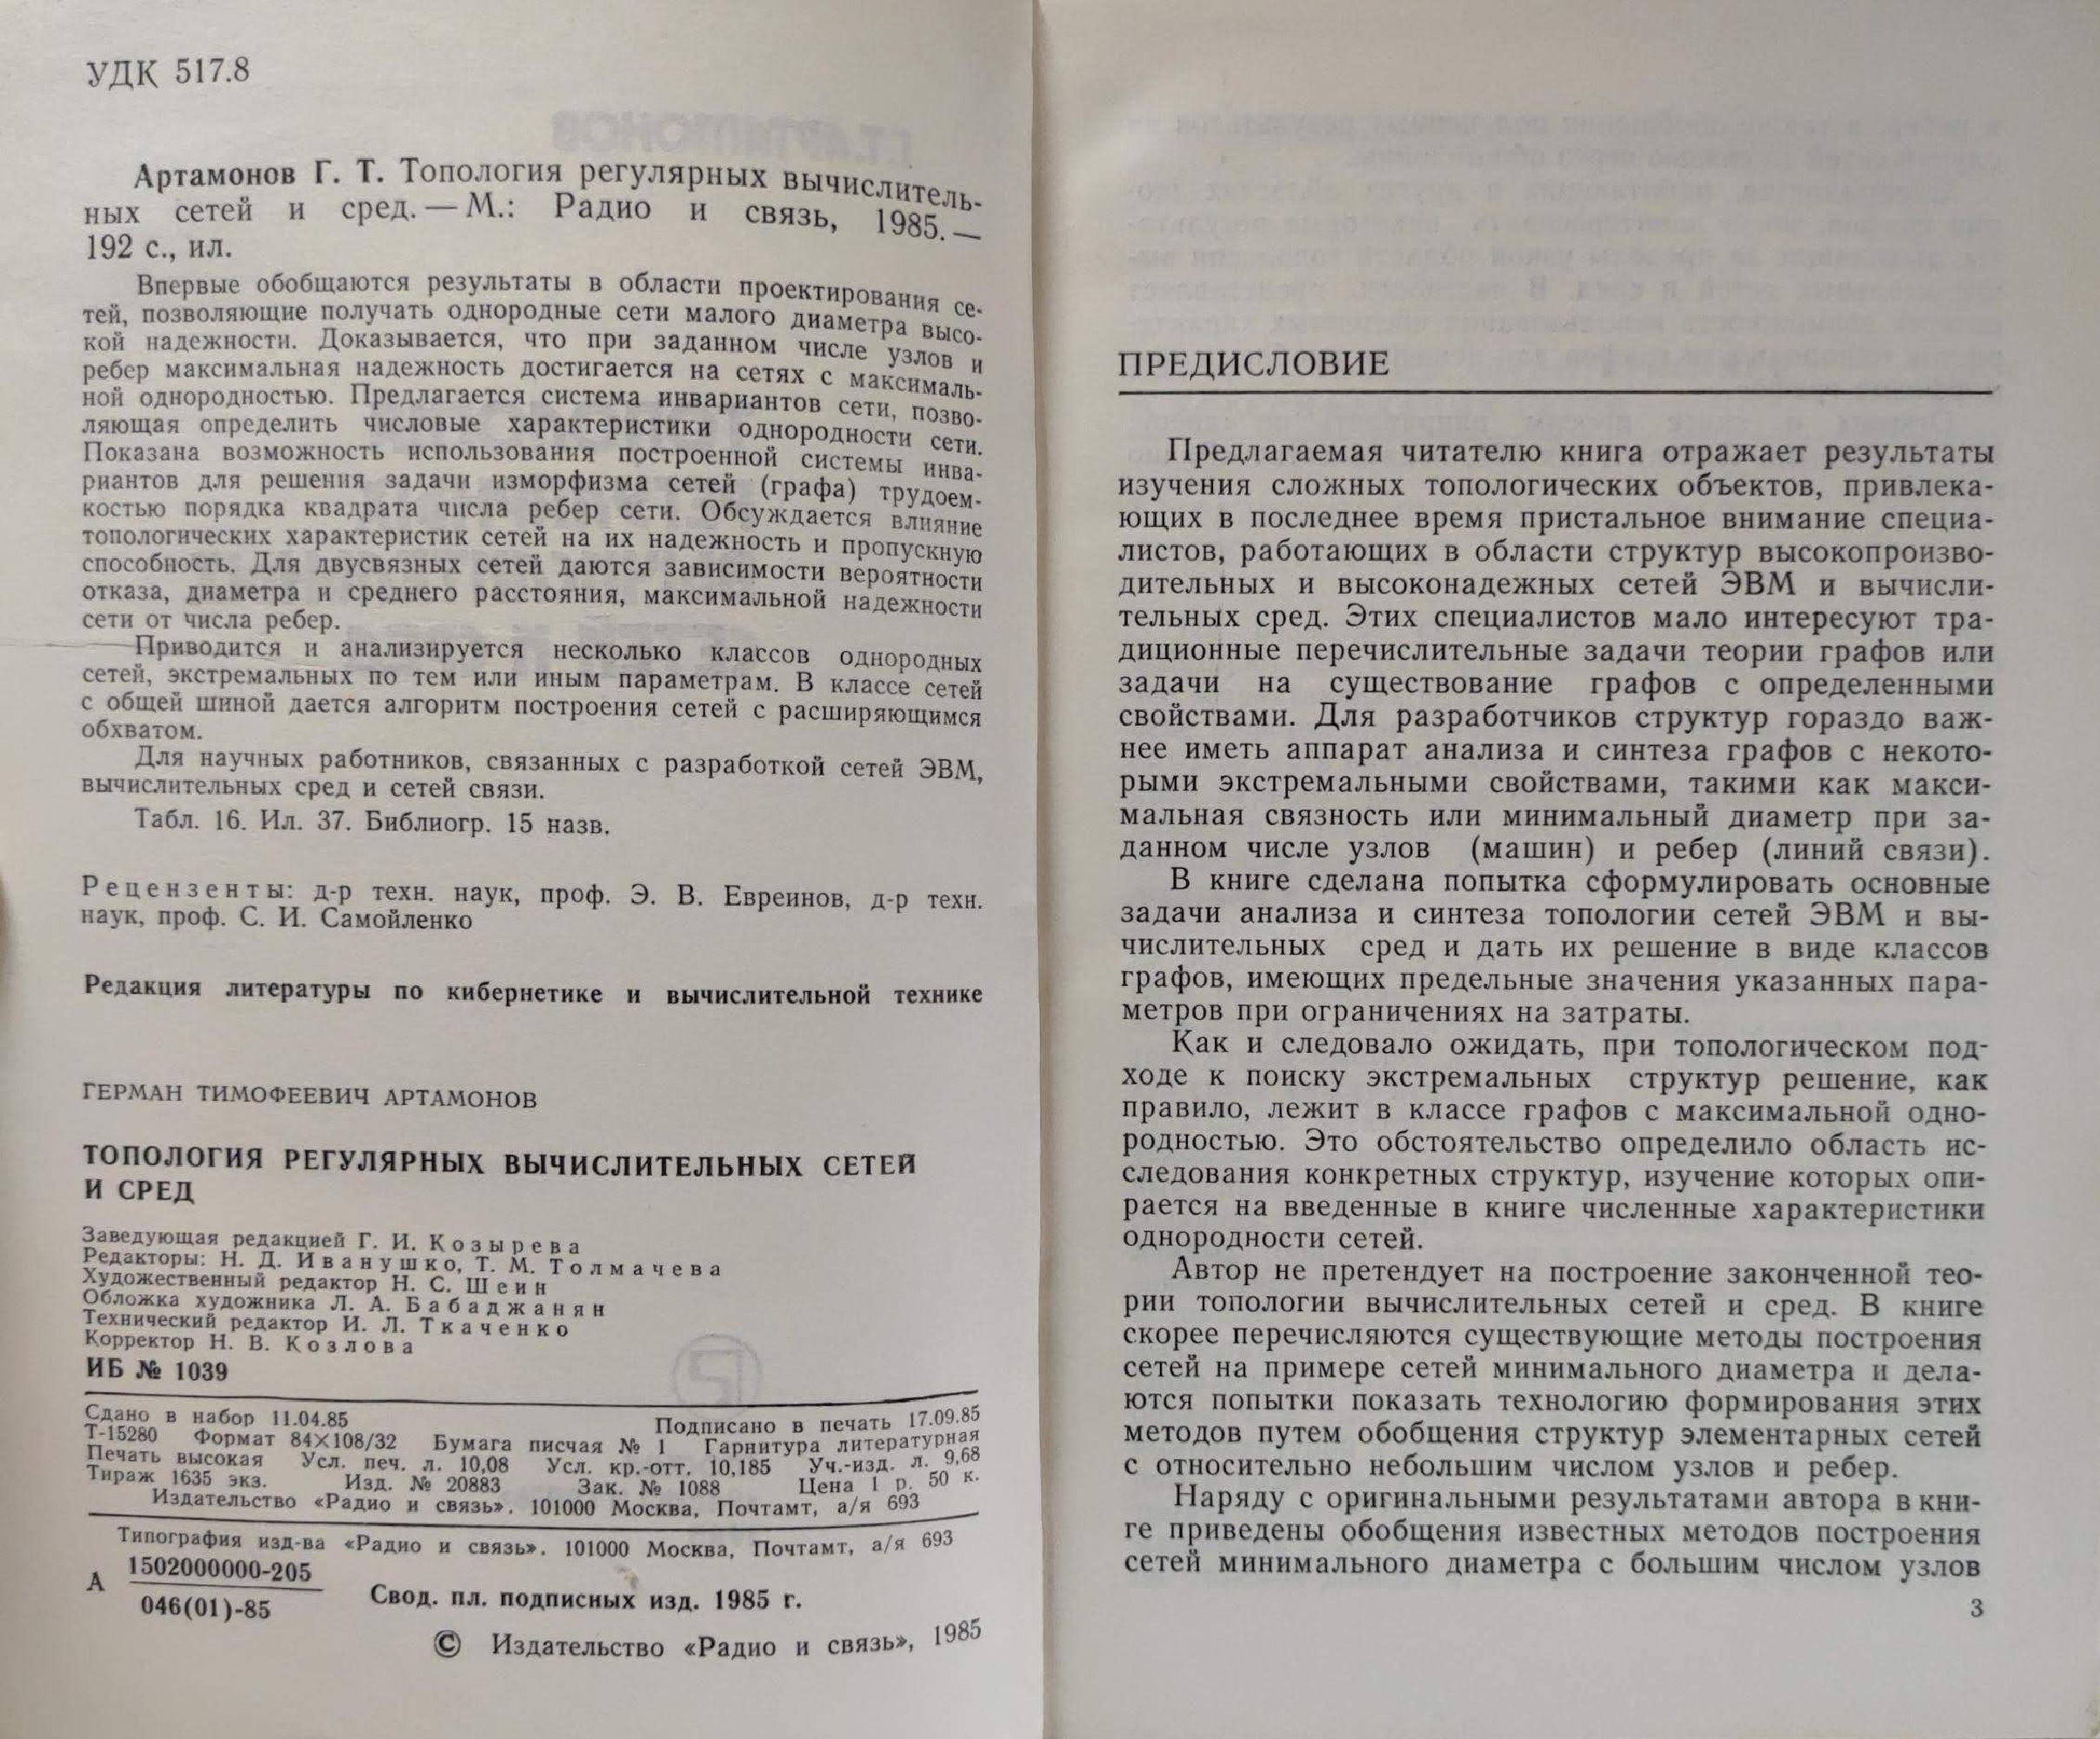 УДК 517.8
Артамонов Г. Т. Топология регулярных вычислитель-
ных сетей и сред. — М.: Радио и связь, 1985. —
192 с., ил.
Впервые обобщаются результаты в области проектирования се-
тей, позволяющие получать однородные сети малого диаметра высо-
кой надежности. Доказывается, что при заданном числе узлов и
ребер максимальная надежность достигается на сетях с максималь-
ной однородностью. Предлагается система инвариантов сети, позво-
ляющая определить числовые характеристики однородности сети.
Показана возможность использования построенной системы инва-
риантов для решения задачи изморфизма сетей (графа) трудоем-
костью порядка квадрата числа ребер сети. Обсуждается влияние
топологических характеристик сетей на их надежность и пропускную
способность. Для двусвязных сетей даются зависимости вероятности
отказа, диаметра и среднего расстояния, максимальной надежности
сети от числа ребер.
Приводится и анализируется несколько классов однородных
сетей, экстремальных по тем или иным параметрам. В классе сетей
с общей шиной дается алгоритм построения сетей с расширяющимся
обхватом.
Для научных работников, связанных с разработкой сетей ЭВМ,
вычислительных сред и сетей связи.
Табл. 16. Ил. 37. Библиогр. 15 назв.
Рецензенты: д-р техн. наук, проф. Э. В. Евреинов, д-р техн.
наук, проф. С. И. Самойленко
Редакция литературы по кибернетике и вычислительной технике
ГЕРМАН ТИМОФЕЕВИЧ АРТАМОНОВ
ТОПОЛОГИЯ РЕГУЛЯРНЫХ ВЫЧИСЛИТЕЛЬНЫХ СЕТЕЙ
И СРЕД
Заведующая редакцией Г. И. Козырева
Редакторы: Н. Д. Иванушко, Т. М. Толмачева
Художественный редактор Н. С. Шеин
Обложка художника Л. А. Бабаджанян
Технический редактор И. Л. Ткаченко
Корректор Н. В. Козлова
ИБ № 1039
Сдано в набор 11.04.85 Подписано в печать 17.09.85
Т-15280 Формат 84×108/32 Бумага писчая № 1 Гарнитура литературная
Печать высокая Усл. печ. л. 10,08 Усл. кр.-отт. 10,185 Уч.-изд. л. 9,68
Тираж 1635 экз. Изд. № 20883 Зак. № 1088 Цена 1 р. 50 к.
Издательство «Радио и связь». 101000 Москва, Почтамт, а/я 693
Типография изд-ва «Радио и связь». 101000 Москва, Почтамт, а/я 693
А 1502000000-205
046(01)-85
Свод. пл. подписных изд. 1985 г.
© Издательство «Радио и связь», 1985
ПРЕДИСЛОВИЕ
Предлагаемая читателю книга отражает результаты
изучения сложных топологических объектов, привлека-
ющих в последнее время пристальное внимание специа-
листов, работающих в области структур высокопроизво-
дительных и высоконадежных сетей ЭВМ и вычисли-
тельных сред. Этих специалистов мало интересуют тра-
диционные перечислительные задачи теории графов или
задачи на существование графов с определенными
свойствами. Для разработчиков структур гораздо важ-
нее иметь аппарат анализа и синтеза графов с некото-
рыми экстремальными свойствами, такими как макси-
мальная связность или минимальный диаметр при за-
данном числе узлов (машин) и ребер (линий связи).
В книге сделана попытка сформулировать основные
задачи анализа и синтеза топологии сетей ЭВМ и вы-
числительных сред и дать их решение в виде классов
графов, имеющих предельные значения указанных пара-
метров при ограничениях на затраты.
Как и следовало ожидать, при топологическом под-
ходе к поиску экстремальных структур решение, как
правило, лежит в классе графов с максимальной одно-
родностью. Это обстоятельство определило область ис-
следования конкретных структур, изучение которых опи-
рается на введенные в книге численные характеристики
однородности сетей.
Автор не претендует на построение законченной тео-
рии топологии вычислительных сетей и сред. В книге
скорее перечисляются существующие методы построения
сетей на примере сетей минимального диаметра и дела-
ются попытки показать технологию формирования этих
методов путем обобщения структур элементарных сетей
с относительно небольшим числом узлов и ребер.
Наряду с оригинальными результатами автора в кни-
ге приведены обобщения известных методов построения
сетей минимального диаметра с большим числом узлов
3